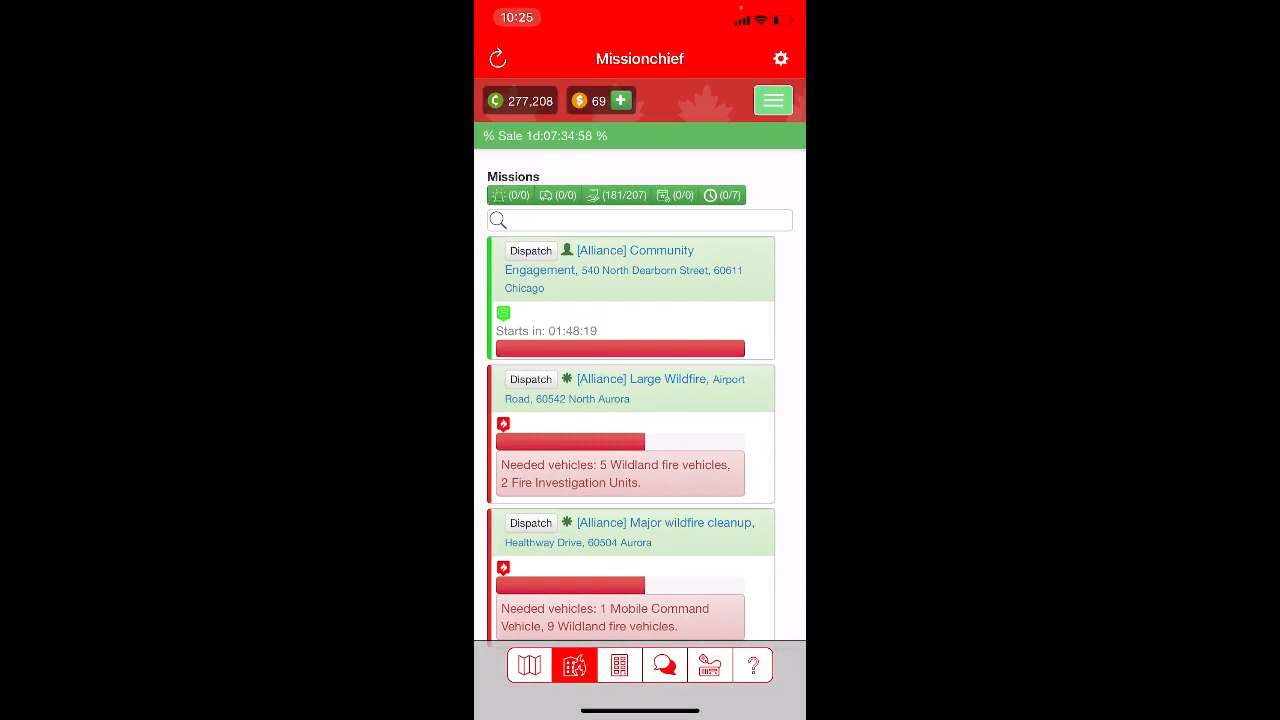 10:25
Missionchief
277,208 69
% Sale 1d:07:34:58 %
Missions
(0/0) (0/0) (181/207) (0/0) (0/7)
Dispatch [Alliance] Community
Engagement, 540 North Dearborn Street, 60611
Chicago
Starts in: 01:48:19
Dispatch [Alliance] Large Wildfire, Airport
Road, 60542 North Aurora
Needed vehicles: 5 Wildland fire vehicles,
2 Fire Investigation Units.
Dispatch [Alliance] Major wildfire cleanup,
Healthway Drive, 60504 Aurora
Needed vehicles: 1 Mobile Command
Vehicle, 9 Wildland fire vehicles.